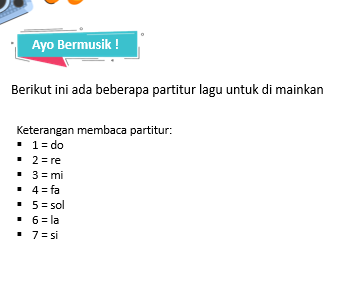 Ayo Bermusik !
Berikut ini ada beberapa partitur lagu untuk di mainkan
Keterangan membaca partitur:
▪ 1 = do
▪ 2 = re
▪ 3 = mi
▪ 4 = fa
▪ 5 = sol
▪ 6 = la
▪ 7 = si